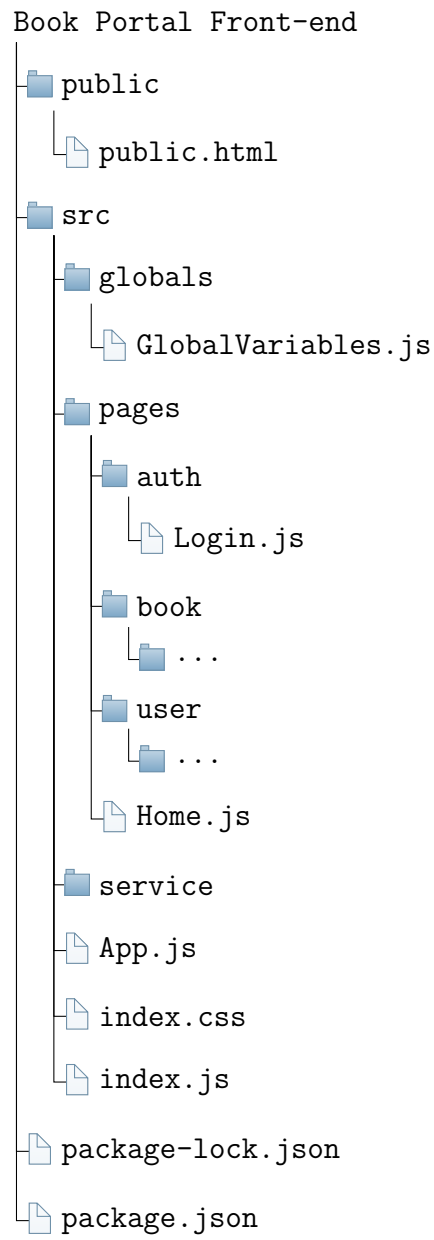 Book Portal Front-end
public
public.html
src
globals
GlobalVariables.js
pages
auth
Login.js
book
...
user
...
Home.js
service
App.js
index.css
index.js
package-lock.json
package.json